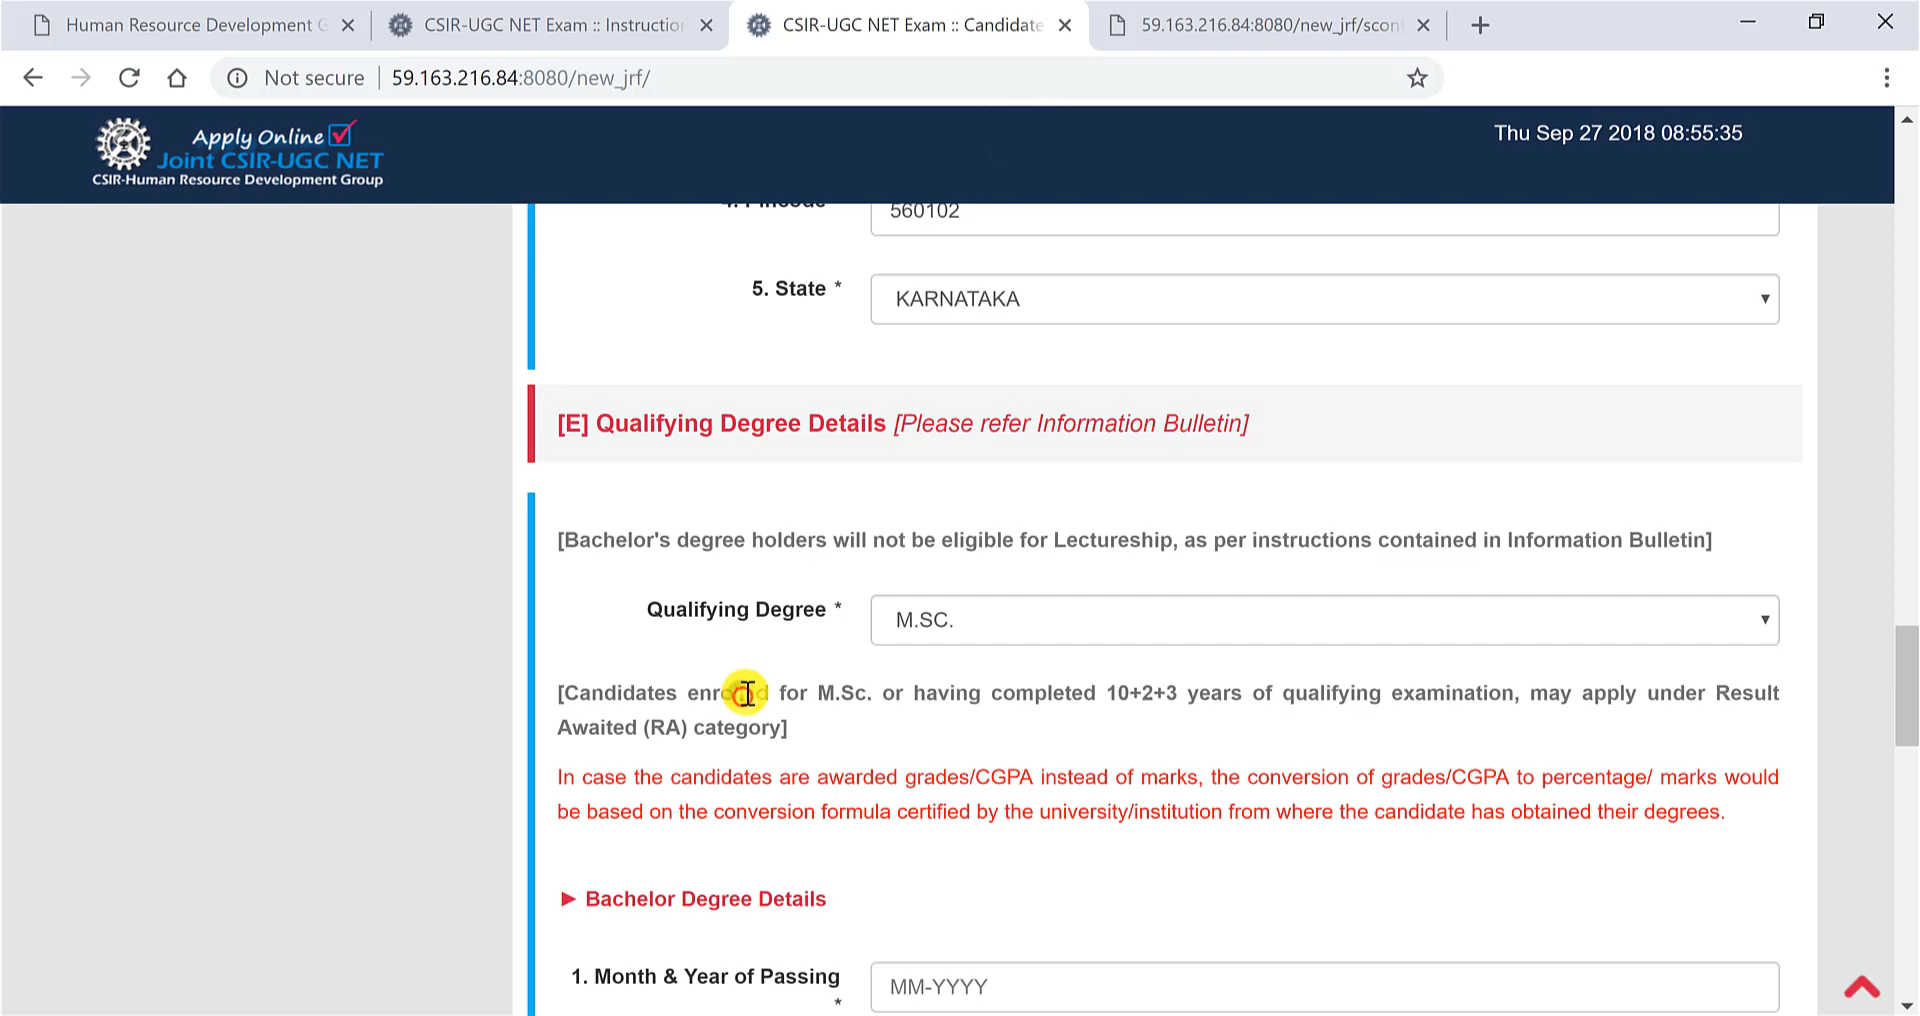 Human Resource Development G
CSIR-UGC NET Exam :: Instruction
CSIR-UGC NET Exam :: Candidate
59.163.216.84:8080/new_jrf/scon
Not secure
59.163.216.84:8080/new_jrf/
Apply Online
Joint CSIR-UGC NET
CSIR-Human Resource Development Group
Thu Sep 27 2018 08:55:35
4. Pincode
560102
5. State *
KARNATAKA
[E] Qualifying Degree Details [Please refer Information Bulletin]
[Bachelor's degree holders will not be eligible for Lectureship, as per instructions contained in Information Bulletin]
Qualifying Degree *
M.SC.
[Candidates enrolled for M.Sc. or having completed 10+2+3 years of qualifying examination, may apply under Result
Awaited (RA) category]
In case the candidates are awarded grades/CGPA instead of marks, the conversion of grades/CGPA to percentage/ marks would
be based on the conversion formula certified by the university/institution from where the candidate has obtained their degrees.
► Bachelor Degree Details
1. Month & Year of Passing
*
MM-YYYY